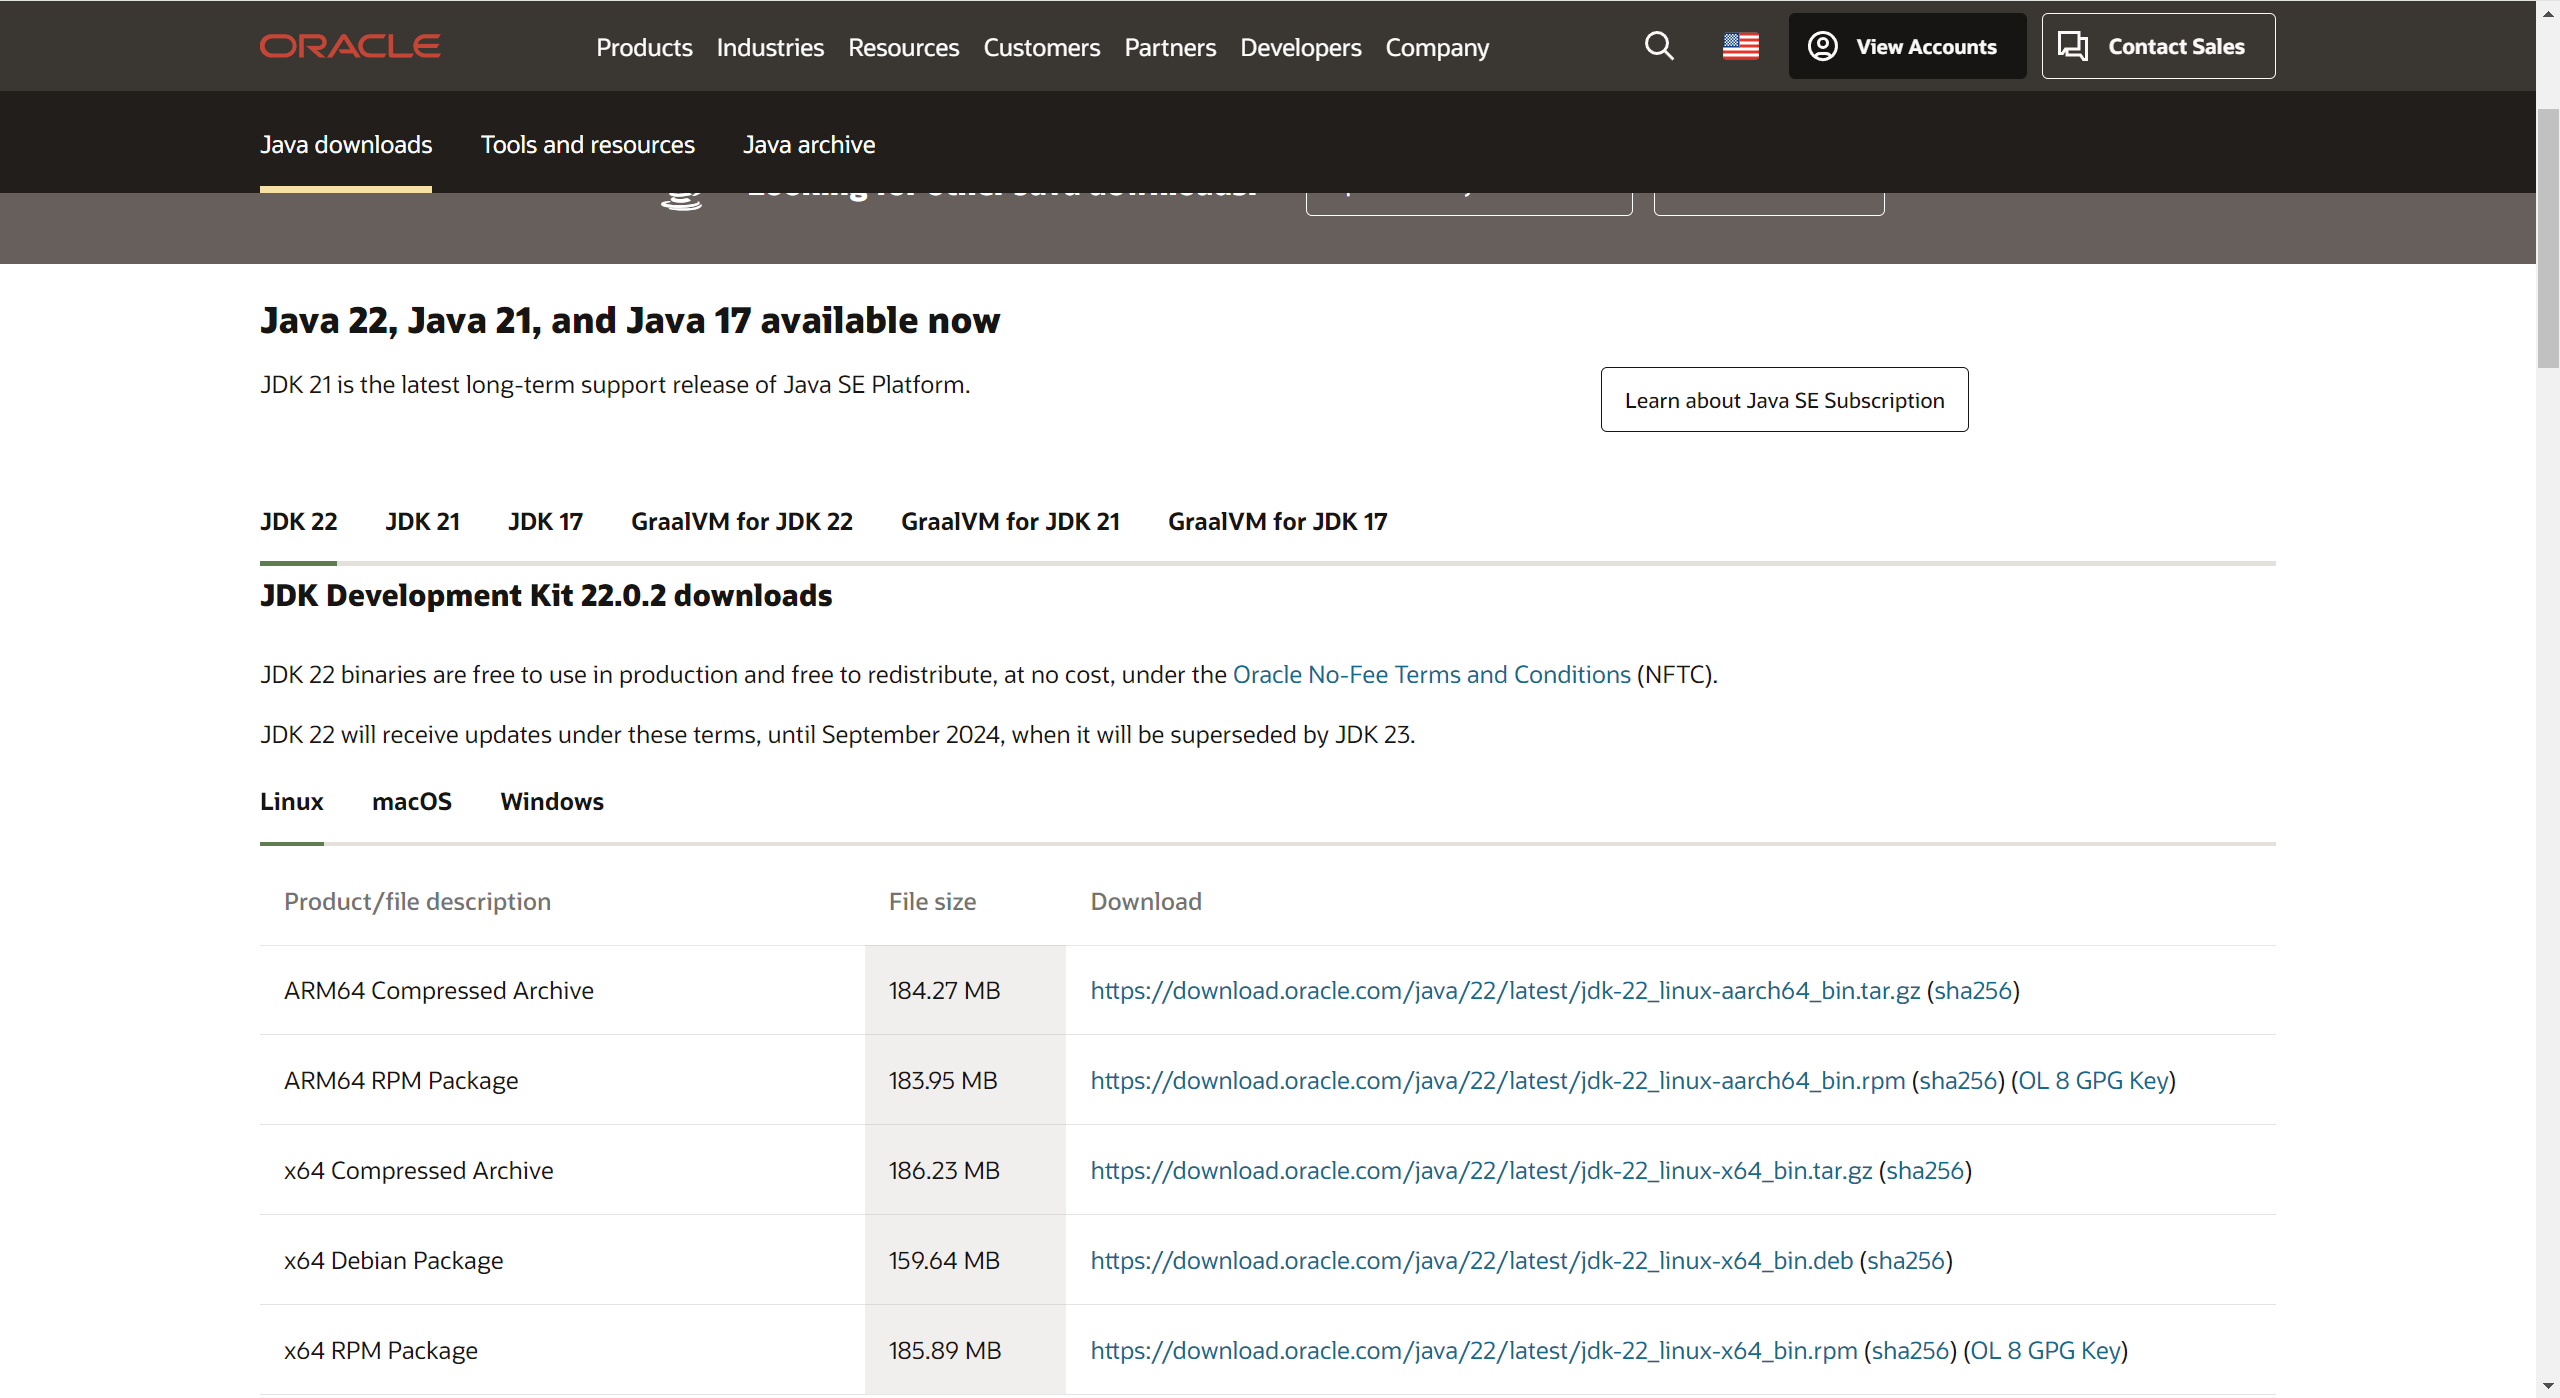 ORACLE
Products Industries Resources Customers Partners Developers Company
View Accounts
Contact Sales
Java downloads Tools and resources Java archive
Looking for other Java downloads?
Java 22, Java 21, and Java 17 available now
JDK 21 is the latest long-term support release of Java SE Platform.
Learn about Java SE Subscription
JDK 22 JDK 21 JDK 17 GraalVM for JDK 22 GraalVM for JDK 21 GraalVM for JDK 17
JDK Development Kit 22.0.2 downloads
JDK 22 binaries are free to use in production and free to redistribute, at no cost, under the Oracle No-Fee Terms and Conditions (NFTC).
JDK 22 will receive updates under these terms, until September 2024, when it will be superseded by JDK 23.
Linux macOS Windows
Product/file description File size Download
ARM64 Compressed Archive 184.27 MB https://download.oracle.com/java/22/latest/jdk-22_linux-aarch64_bin.tar.gz (sha256)
ARM64 RPM Package 183.95 MB https://download.oracle.com/java/22/latest/jdk-22_linux-aarch64_bin.rpm (sha256) (OL 8 GPG Key)
x64 Compressed Archive 186.23 MB https://download.oracle.com/java/22/latest/jdk-22_linux-x64_bin.tar.gz (sha256)
x64 Debian Package 159.64 MB https://download.oracle.com/java/22/latest/jdk-22_linux-x64_bin.deb (sha256)
x64 RPM Package 185.89 MB https://download.oracle.com/java/22/latest/jdk-22_linux-x64_bin.rpm (sha256) (OL 8 GPG Key)